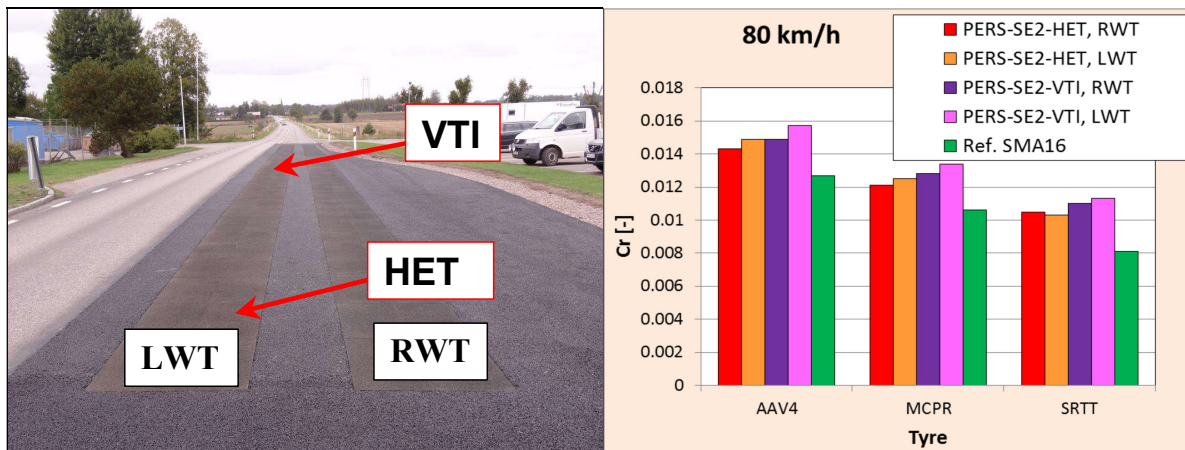 VTI
HET
LWT
RWT
80 km/h
PERS-SE2-HET, RWT
PERS-SE2-HET, LWT
PERS-SE2-VTI, RWT
PERS-SE2-VTI, LWT
Ref. SMA16
Cr [-]
0.018
0.016
0.014
0.012
0.01
0.008
0.006
0.004
0.002
0
AAV4
MCPR
SRTT
Tyre